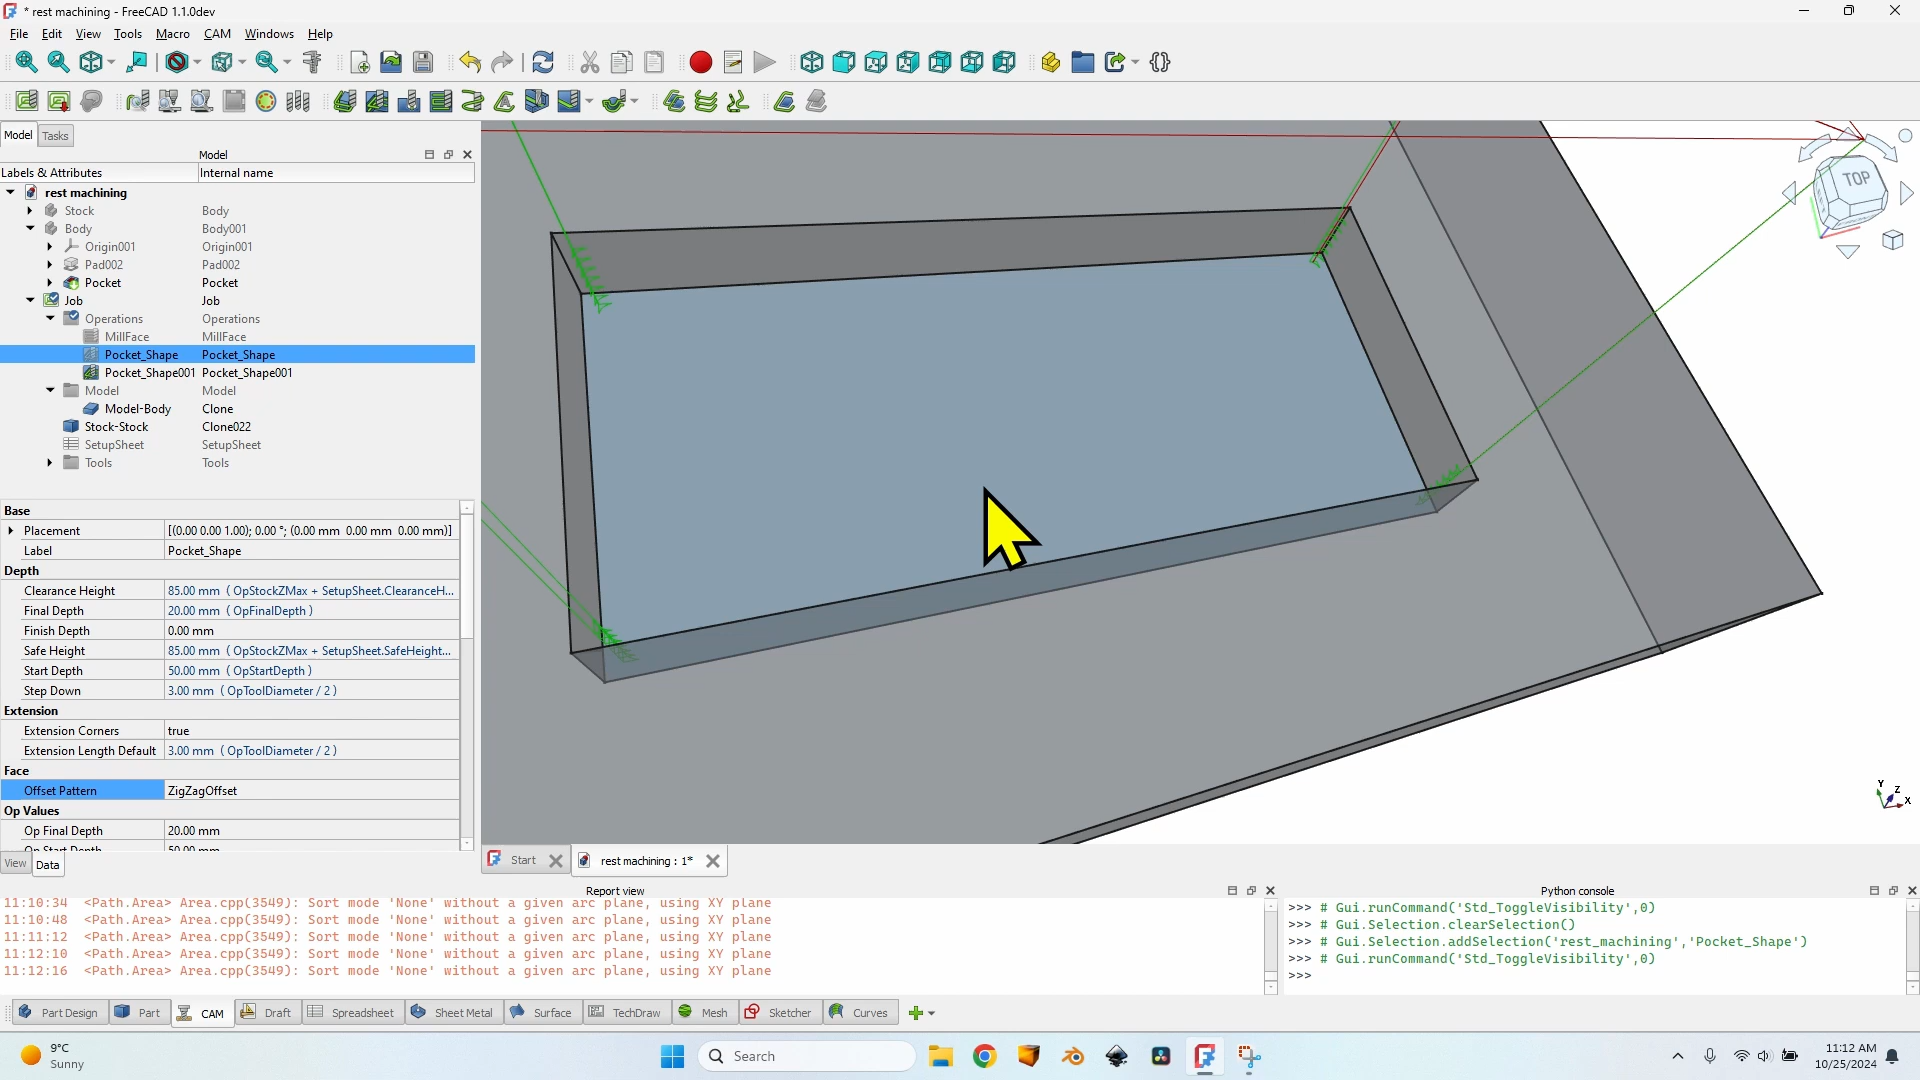 * rest machining - FreeCAD 1.1.0dev
File Edit View Tools Macro CAM Windows Help
Model Tasks
Model
Labels & Attributes Internal name
rest machining
Stock Body
Body Body001
Origin001 Origin001
Pad002 Pad002
Pocket Pocket
Job Job
Operations Operations
MillFace MillFace
Pocket_Shape Pocket_Shape
Pocket_Shape001 Pocket_Shape001
Model Model
Model-Body Clone
Stock-Stock Clone022
SetupSheet SetupSheet
Tools Tools
Base
Placement [(0.00 0.00 1.00); 0.00 °; (0.00 mm 0.00 mm 0.00 mm)]
Label Pocket_Shape
Depth
Clearance Height 85.00 mm ( OpStockZMax + SetupSheet.ClearanceH...
Final Depth 20.00 mm ( OpFinalDepth )
Finish Depth 0.00 mm
Safe Height 85.00 mm ( OpStockZMax + SetupSheet.SafeHeight...
Start Depth 50.00 mm ( OpStartDepth )
Step Down 3.00 mm ( OpToolDiameter / 2 )
Extension
Extension Corners true
Extension Length Default 3.00 mm ( OpToolDiameter / 2 )
Face
Offset Pattern ZigZagOffset
Op Values
Op Final Depth 20.00 mm
Op Start Depth 50.00 mm
View Data
TOP
Y Z X
Start rest machining : 1*
Report view
11:10:34 <Path.Area> Area.cpp(3549): Sort mode 'None' without a given arc plane, using XY plane
11:10:48 <Path.Area> Area.cpp(3549): Sort mode 'None' without a given arc plane, using XY plane
11:11:12 <Path.Area> Area.cpp(3549): Sort mode 'None' without a given arc plane, using XY plane
11:12:10 <Path.Area> Area.cpp(3549): Sort mode 'None' without a given arc plane, using XY plane
11:12:16 <Path.Area> Area.cpp(3549): Sort mode 'None' without a given arc plane, using XY plane
Python console
>>> # Gui.runCommand('Std_ToggleVisibility',0)
>>> # Gui.Selection.clearSelection()
>>> # Gui.Selection.addSelection('rest_machining','Pocket_Shape')
>>> # Gui.runCommand('Std_ToggleVisibility',0)
>>>
Part Design Part CAM Draft Spreadsheet Sheet Metal Surface TechDraw Mesh Sketcher Curves
9°C
Sunny
Search
11:12 AM
10/25/2024